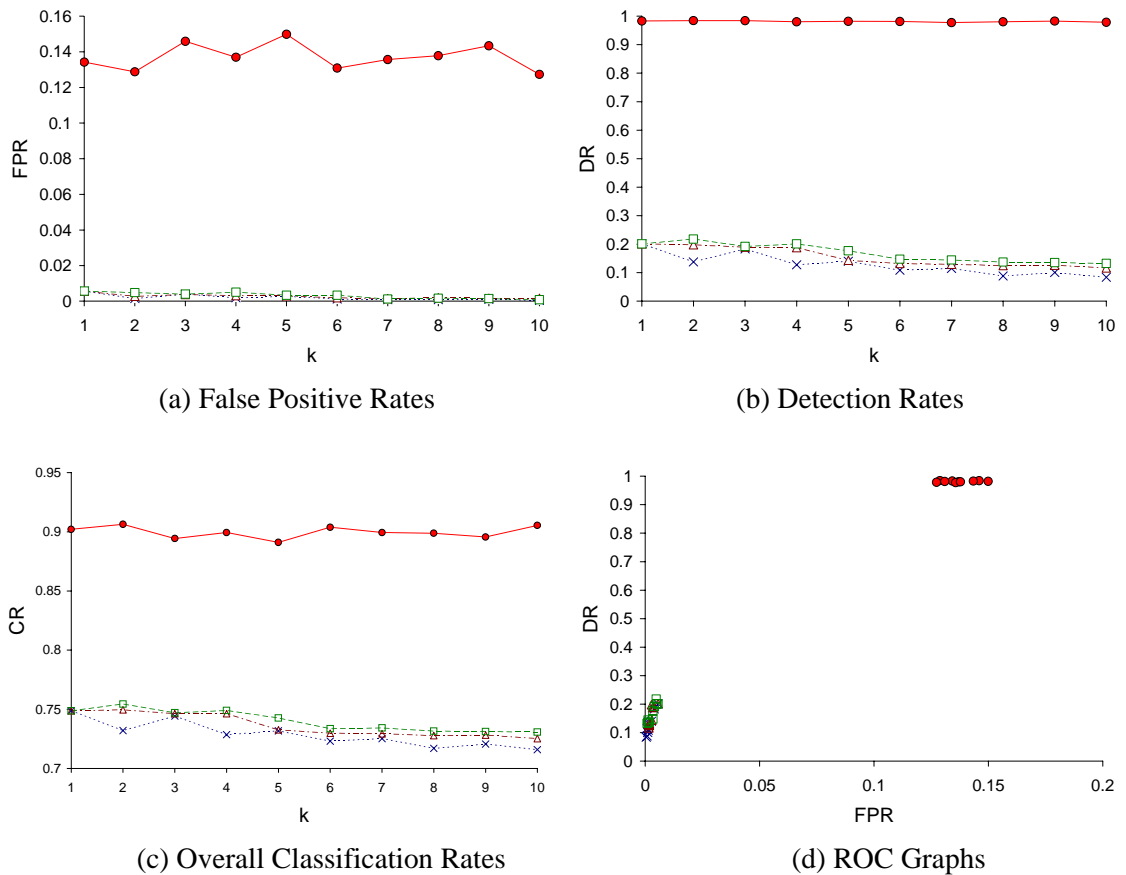 0.16
0.14
0.12
0.1
0.08
0.06
0.04
0.02
0
FPR
1 2 3 4 5 6 7 8 9 10
k
(a) False Positive Rates
1
0.9
0.8
0.7
0.6
0.5
0.4
0.3
0.2
0.1
0
DR
1 2 3 4 5 6 7 8 9 10
k
(b) Detection Rates
0.95
0.9
0.85
0.8
0.75
0.7
CR
1 2 3 4 5 6 7 8 9 10
k
(c) Overall Classification Rates
1
0.9
0.8
0.7
0.6
0.5
0.4
0.3
0.2
0.1
0
DR
0 0.05 0.1 0.15 0.2
FPR
(d) ROC Graphs